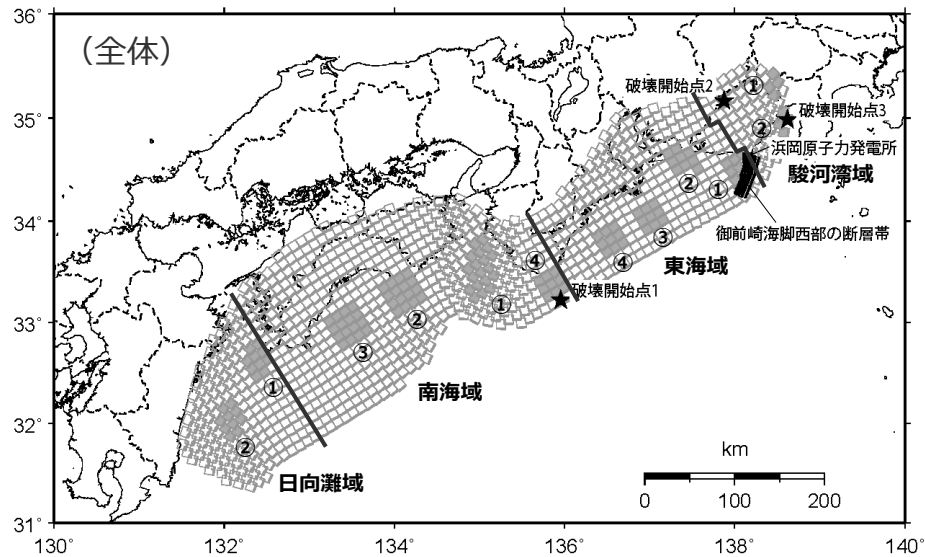 36°
（全体）
破壊開始点2
①
35°
②
破壊開始点3
浜岡原子力発電所
②
①
駿河湾域
34°
③
御前崎海脚西部の断層帯
④
④
東海域
破壊開始点1
①
33°
②
③
①
南海域
32°
②
km
日向灘域
0 100 200
31°
130 132 134 136 138 140°